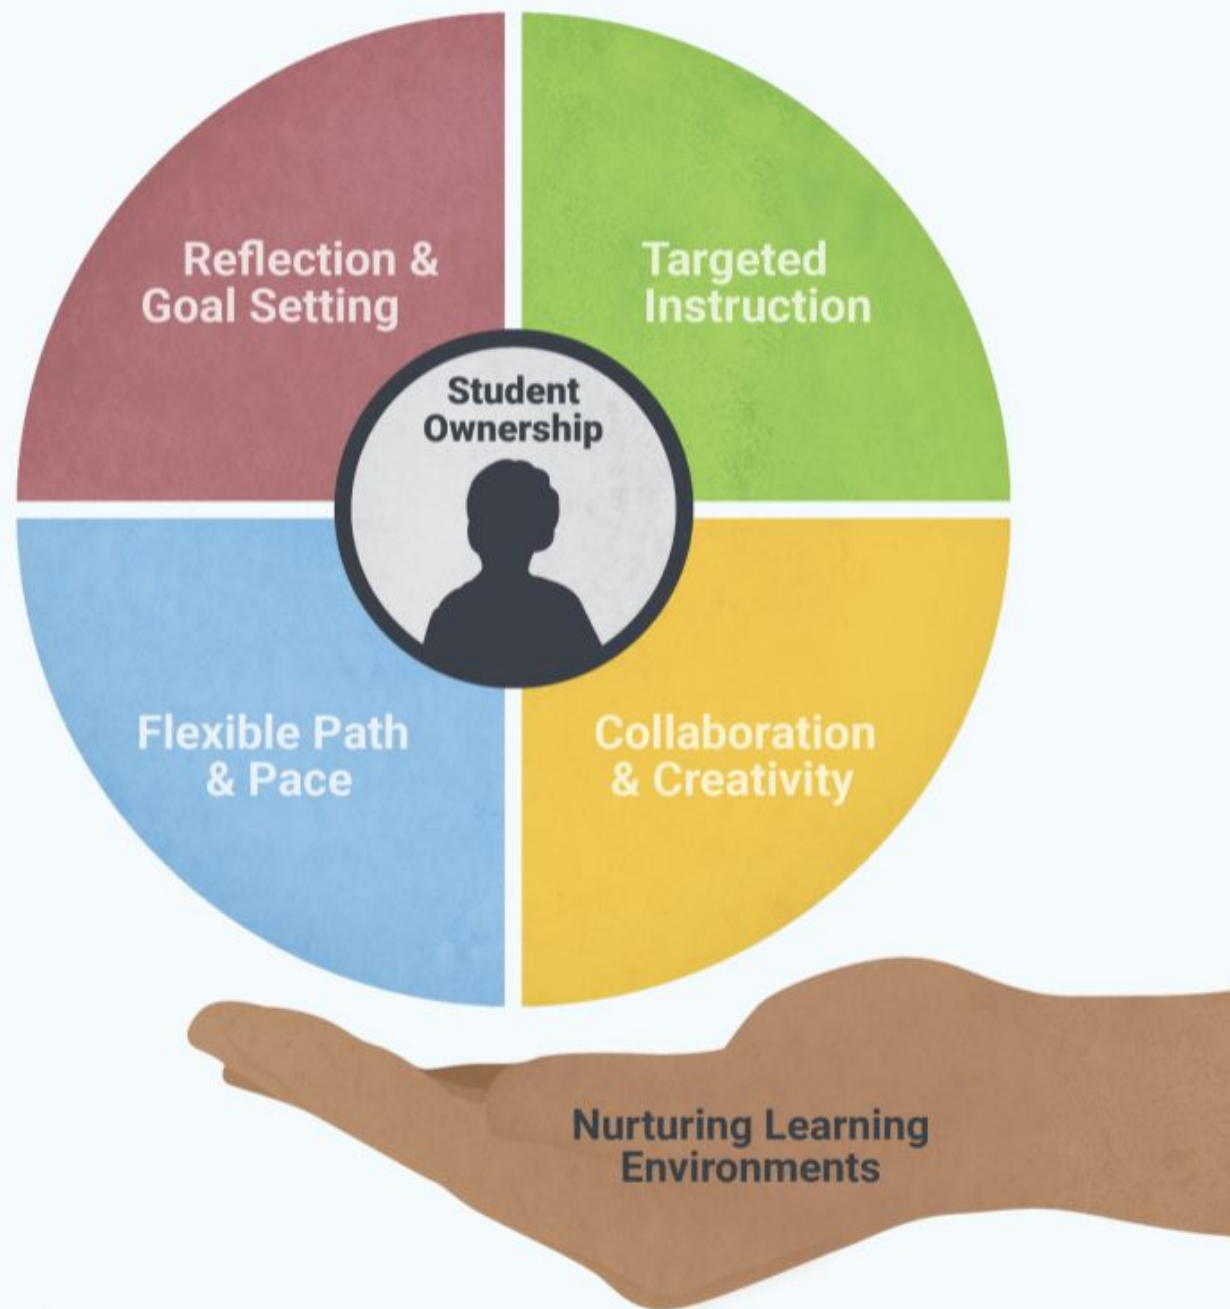 Reflection &
Goal Setting
Targeted
Instruction
Student
Ownership
Flexible Path
& Pace
Collaboration
& Creativity
Nurturing Learning
Environments